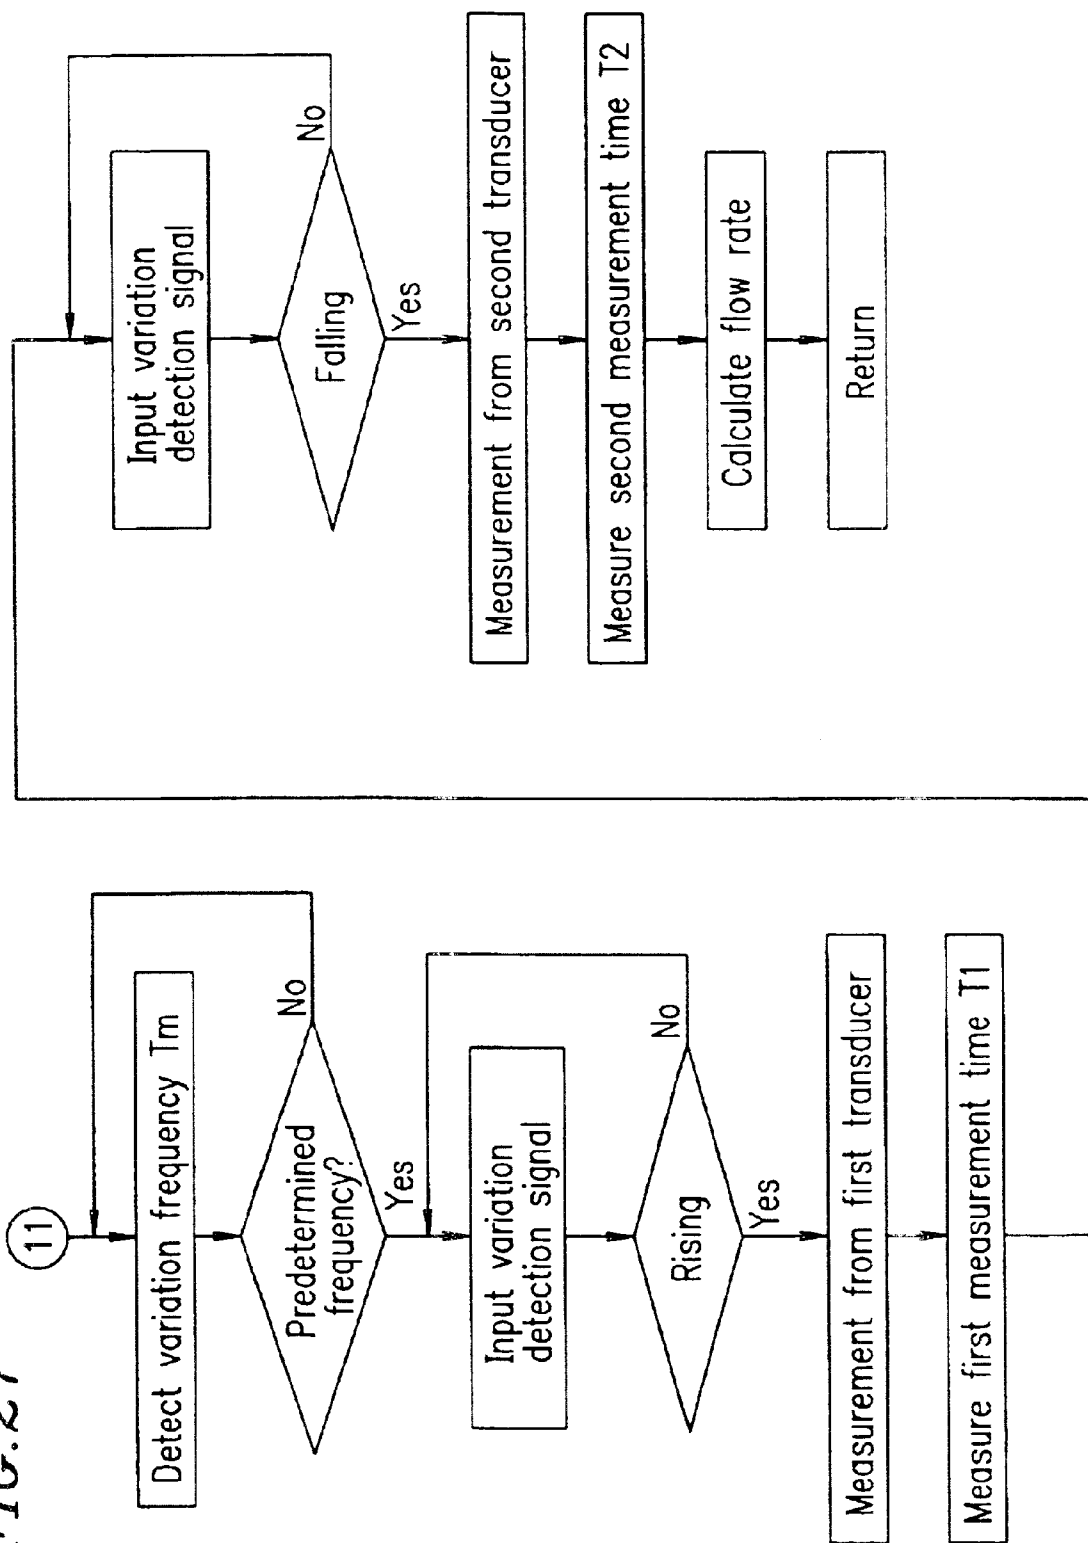 FIG.27
11
Detect variation frequency Tm
Predetermined
frequency?
No
Yes
Input variation
detection signal
Rising
No
Yes
Measurement from first transducer
Measure first measurement time T1
Input variation
detection signal
Falling
No
Yes
Measurement from second transducer
Measure second measurement time T2
Calculate flow rate
Return